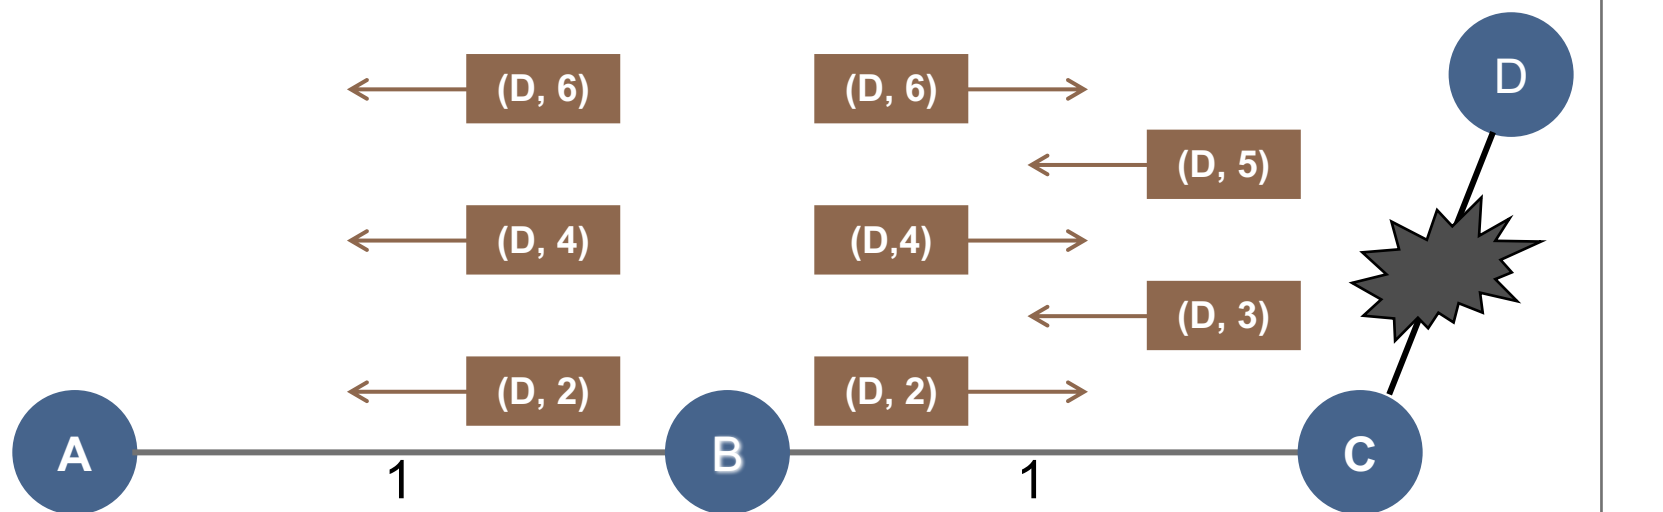 D
(D, 6)
(D, 6)
(D, 5)
(D, 4)
(D,4)
(D, 3)
(D, 2)
(D, 2)
A
B
C
1
1